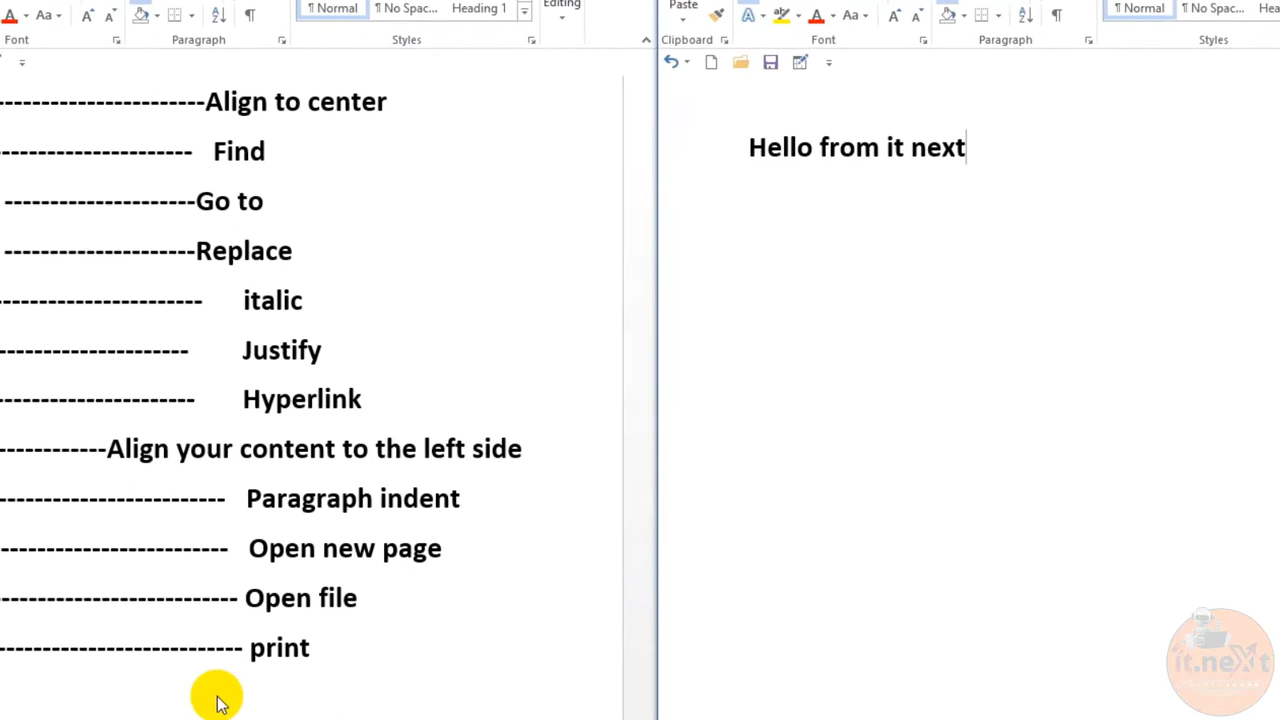 Normal
No Spac...
Heading 1
Editing
Font
Paragraph
Styles
Aa
---------------------Align to center
--------------------- Find
--------------------Go to
--------------------Replace
---------------------- italic
-------------------- Justify
--------------------- Hyperlink
------------Align your content to the left side
------------------------ Paragraph indent
------------------------- Open new page
-------------------------- Open file
-------------------------- print
Paste
Aa
Normal
No Spac...
Hea
Clipboard
Font
Paragraph
Styles
Hello from it next
it.neXt